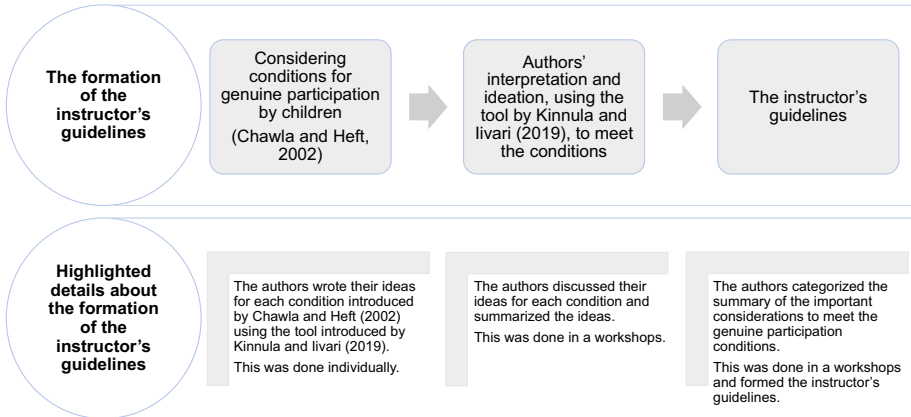 The formation
of the
instructor's
guidelines
Considering
conditions for
genuine participation
by children
(Chawla and Heft,
2002)
Authors'
interpretation and
ideation, using the
tool by Kinnula and
Iivari (2019), to meet
the conditions
The instructor's
guidelines
Highlighted
details about
the formation
of the
instructor's
guidelines
The authors wrote their ideas
for each condition introduced
by Chawla and Heft (2002)
using the tool introduced by
Kinnula and Iivari (2019).
This was done individually.
The authors discussed their
ideas for each condition and
summarized the ideas.
This was done in a workshops.
The authors categorized the
summary of the important
considerations to meet the
genuine participation
conditions.
This was done in a workshops
and formed the instructor's
guidelines.